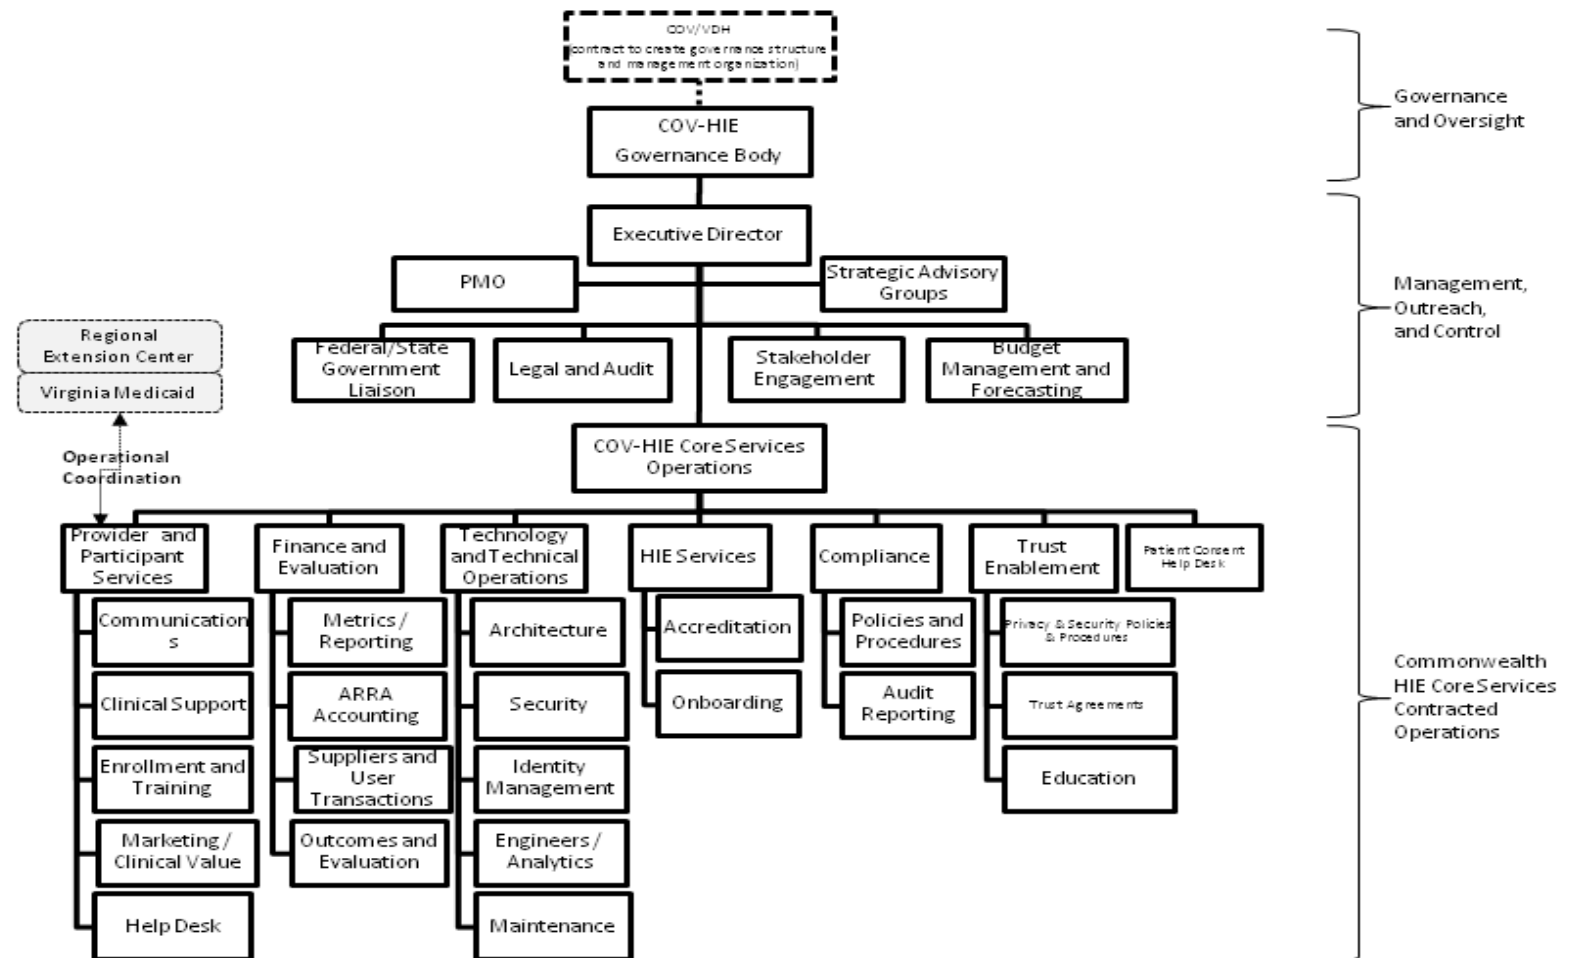 COV/VDH
(contract to create governance structure
and management organization)
COV-HIE
Governance Body
Governance
and Oversight
Executive Director
PMO
Strategic Advisory
Groups
Management,
Outreach,
and Control
Federal/State
Government
Liaison
Legal and Audit
Stakeholder
Engagement
Budget
Management and
Forecasting
Regional
Extension Center
Virginia Medicaid
Operational
Coordination
COV-HIE Core Services
Operations
Provider and
Participant
Services
Finance and
Evaluation
Technology
and Technical
Operations
HIE Services
Compliance
Trust
Enablement
Patient Consent
Help Desk
Communication
s
Clinical Support
Enrollment and
Training
Marketing /
Clinical Value
Help Desk
Metrics /
Reporting
ARRA
Accounting
Suppliers and
User
Transactions
Outcomes and
Evaluation
Architecture
Security
Identity
Management
Engineers /
Analytics
Maintenance
Accreditation
Onboarding
Policies and
Procedures
Audit
Reporting
Privacy & Security Policies
& Procedures
Trust Agreements
Education
Commonwealth
HIE Core Services
Contracted
Operations